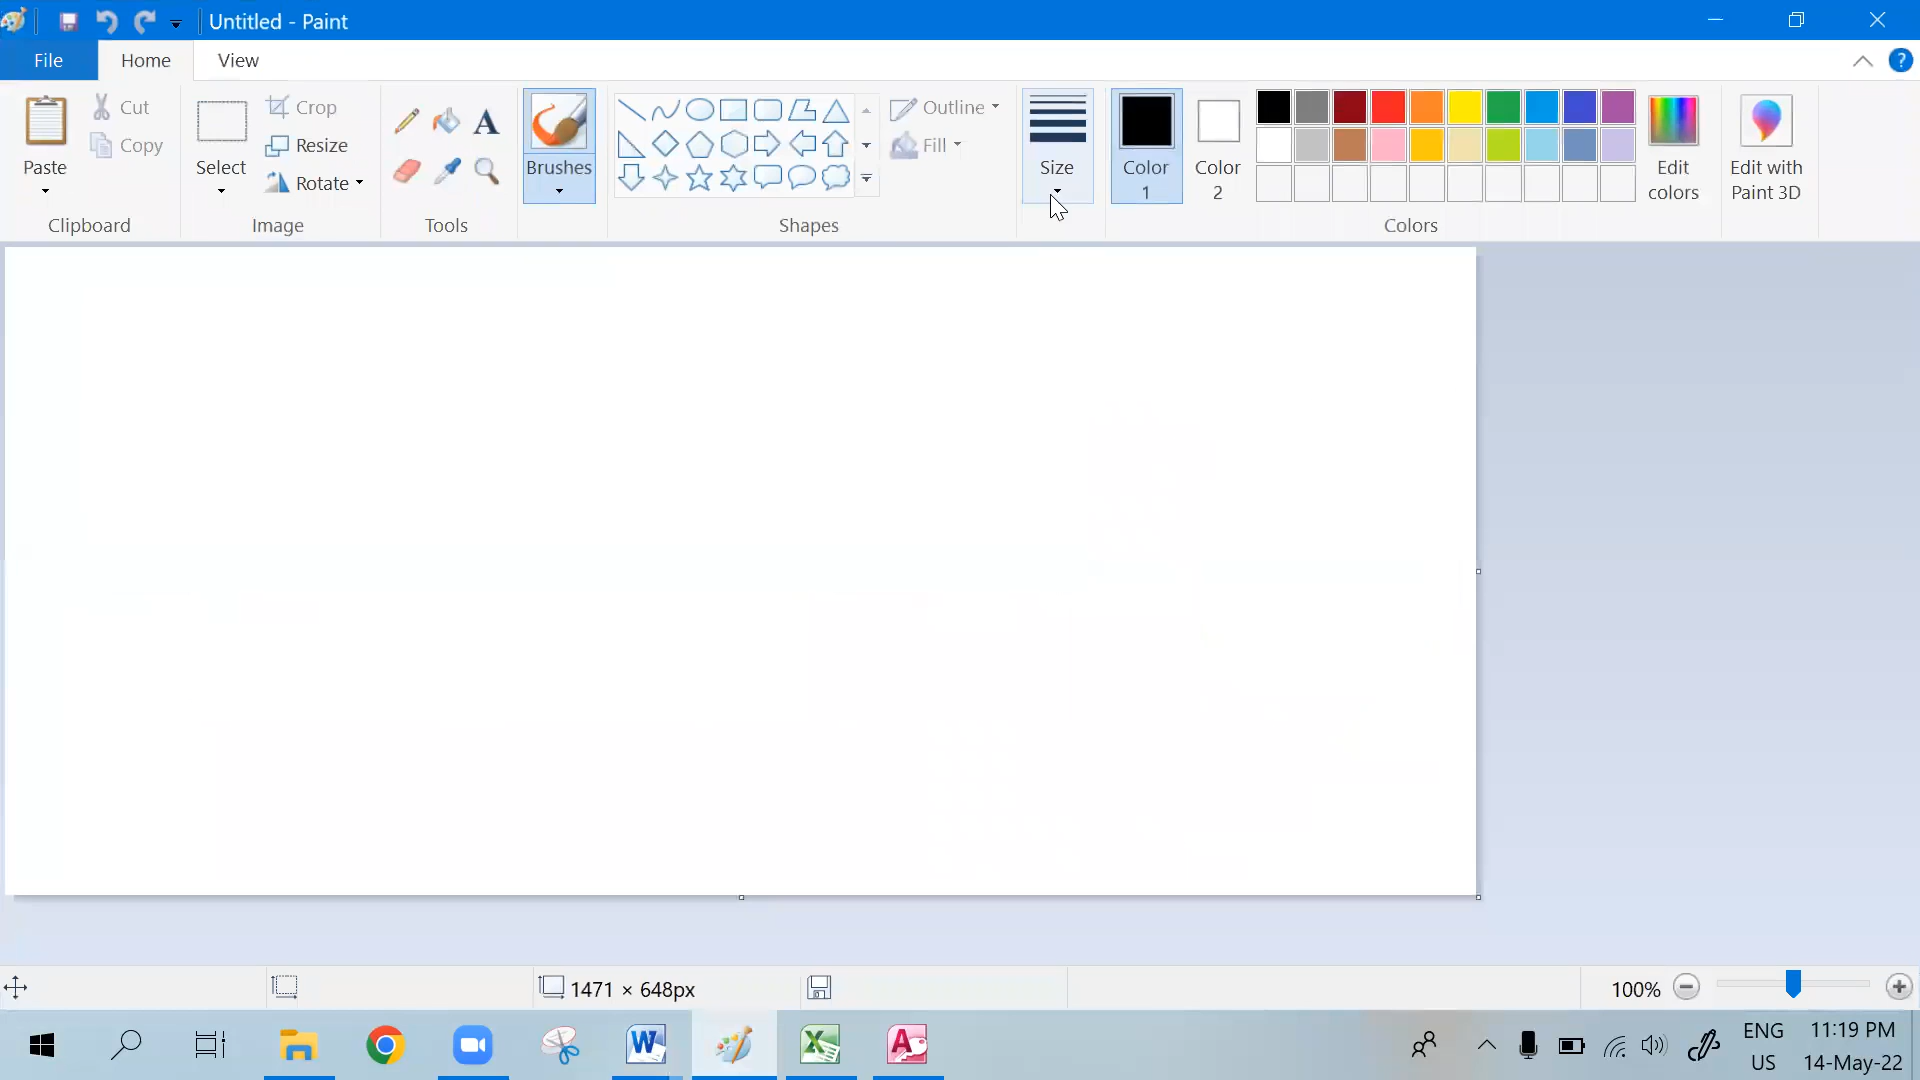 Untitled - Paint
File
Home
View
?
Paste
Cut
Copy
Clipboard
Select
Crop
Resize
Rotate
Image
A
Tools
Brushes
Outline
Fill
Shapes
Size
Color
1
Color
2
Edit
colors
Colors
Edit with
Paint 3D
1471 × 648px
100%
W
X
A
ENG
US
11:19 PM
14-May-22